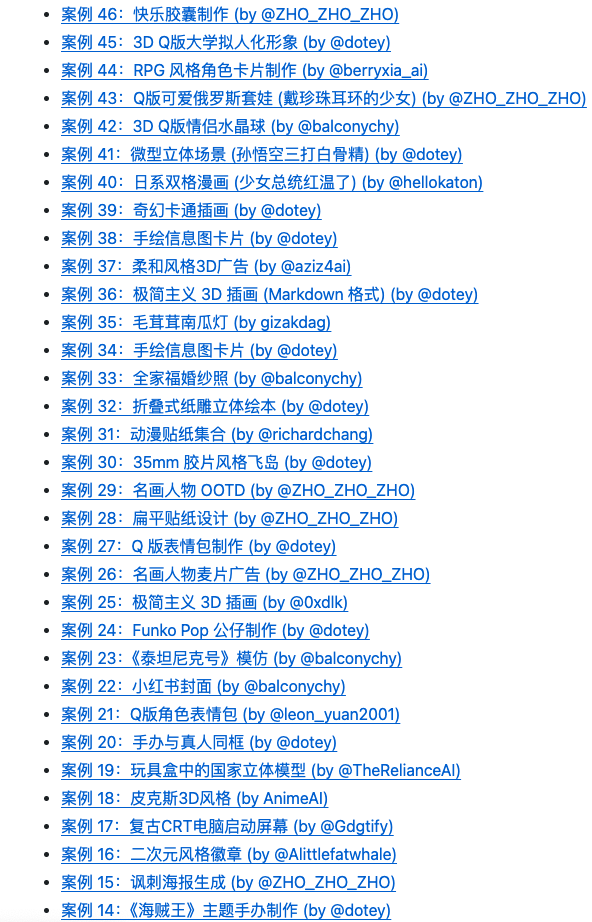 案例 46：快乐胶囊制作 (by @ZHO_ZHO_ZHO)
案例 45：3D Q版大学拟人化形象 (by @dotey)
案例 44：RPG 风格角色卡片制作 (by @berryxia_ai)
案例 43：Q版可爱俄罗斯套娃 (戴珍珠耳环的少女) (by @ZHO_ZHO_ZHO)
案例 42：3D Q版情侣水晶球 (by @balconychy)
案例 41：微型立体场景 (孙悟空三打白骨精) (by @dotey)
案例 40：日系双格漫画 (少女总统红温了) (by @hellokaton)
案例 39：奇幻卡通插画 (by @dotey)
案例 38：手绘信息图卡片 (by @dotey)
案例 37：柔和风格3D广告 (by @aziz4ai)
案例 36：极简主义 3D 插画 (Markdown 格式) (by @dotey)
案例 35：毛茸茸南瓜灯 (by gizakdag)
案例 34：手绘信息图卡片 (by @dotey)
案例 33：全家福婚纱照 (by @balconychy)
案例 32：折叠式纸雕立体绘本 (by @dotey)
案例 31：动漫贴纸集合 (by @richardchang)
案例 30：35mm 胶片风格飞岛 (by @dotey)
案例 29：名画人物 OOTD (by @ZHO_ZHO_ZHO)
案例 28：扁平贴纸设计 (by @ZHO_ZHO_ZHO)
案例 27：Q 版表情包制作 (by @dotey)
案例 26：名画人物麦片广告 (by @ZHO_ZHO_ZHO)
案例 25：极简主义 3D 插画 (by @0xdlk)
案例 24：Funko Pop 公仔制作 (by @dotey)
案例 23：《泰坦尼克号》模仿 (by @balconychy)
案例 22：小红书封面 (by @balconychy)
案例 21：Q版角色表情包 (by @leon_yuan2001)
案例 20：手办与真人同框 (by @dotey)
案例 19：玩具盒中的国家立体模型 (by @TheRelianceAI)
案例 18：皮克斯3D风格 (by AnimeAI)
案例 17：复古CRT电脑启动屏幕 (by @Gdgtify)
案例 16：二次元风格徽章 (by @Alittlefatwhale)
案例 15：讽刺海报生成 (by @ZHO_ZHO_ZHO)
案例 14：《海贼王》主题手办制作 (by @dotey)